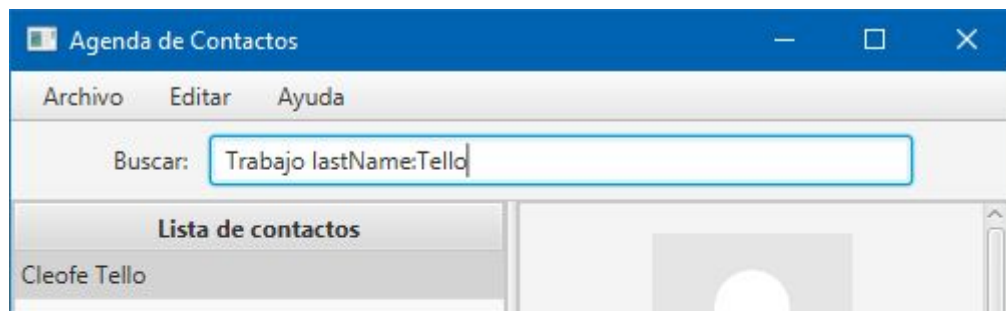 Agenda de Contactos
Archivo Editar Ayuda
Buscar: Trabajo lastName:Tello
Lista de contactos
Cleofe Tello